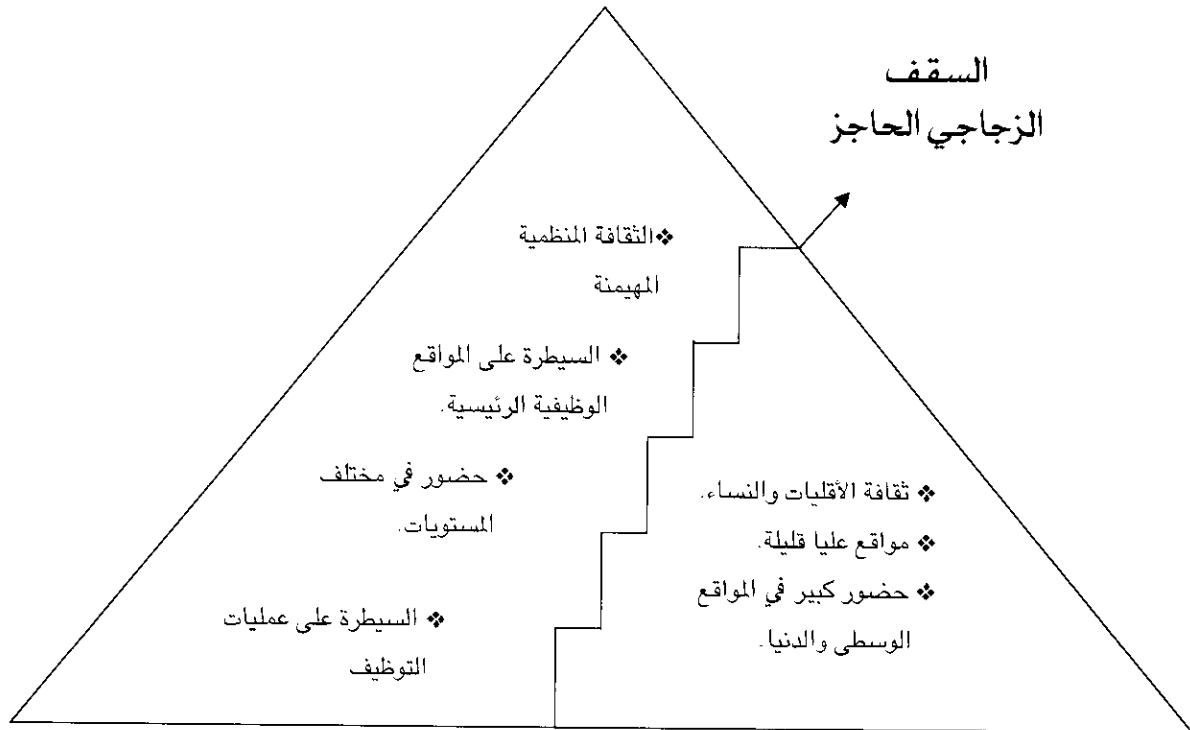 السقف
الزجاجي الحاجز
❖الثقافة المنظمية
المهيمنة
❖ السيطرة على المواقع
الوظيفية الرئيسية.
❖ حضور في مختلف
المستويات.
❖ السيطرة على عمليات
التوظيف
❖ ثقافة الأقليات والنساء.
❖ مواقع عليا قليلة.
❖ حضور كبير في المواقع
الوسطى والدنيا.